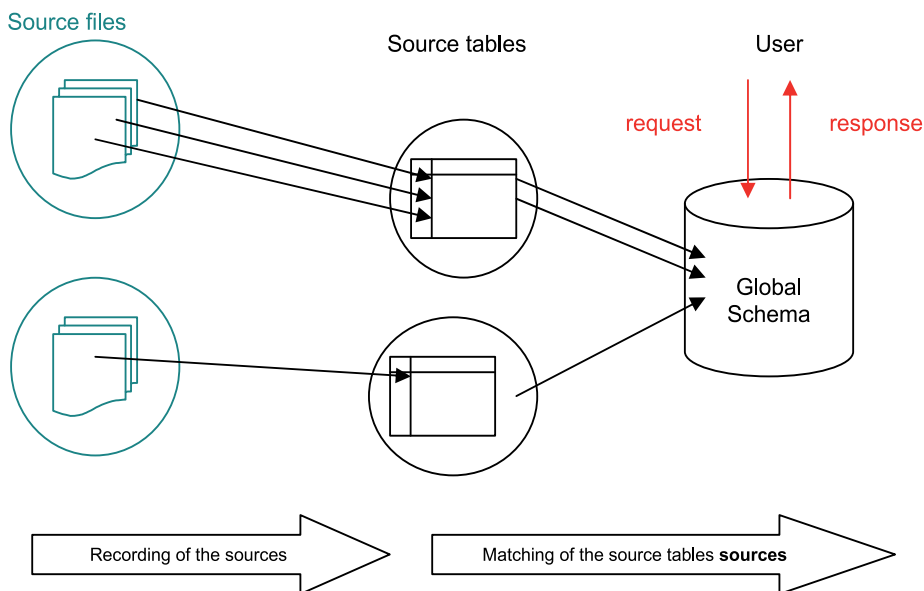 Source files
Source tables
User
request
response
Global
Schema
Recording of the sources
Matching of the source tables sources